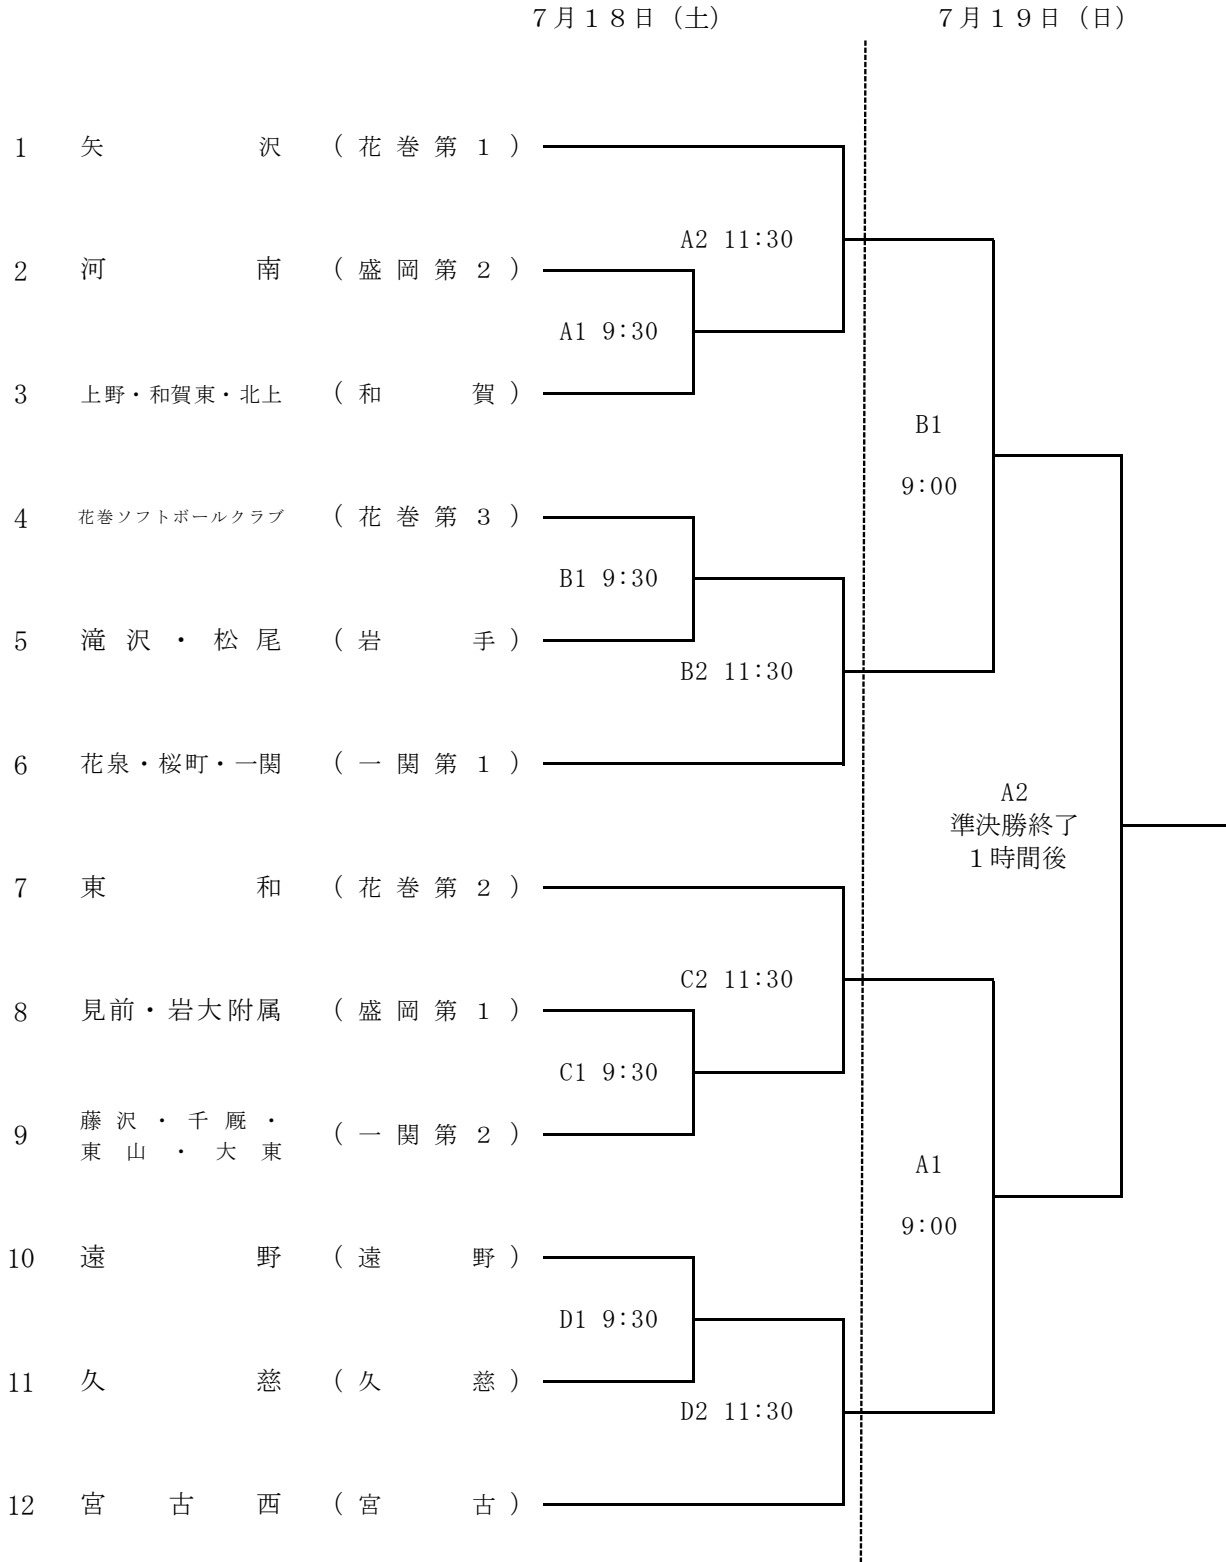 7月18日（土） 7月19日（日）
1 矢沢 （花巻第1）
A2 11:30
2 河南 （盛岡第2）
A1 9:30
3 上野・和賀東・北上 （和賀）
B1
9:00
4 花巻ソフトボールクラブ （花巻第3）
B1 9:30
5 滝沢・松尾 （岩手）
B2 11:30
6 花泉・桜町・一関 （一関第1）
A2
準決勝終了
1時間後
7 東和 （花巻第2）
C2 11:30
8 見前・岩大附属 （盛岡第1）
C1 9:30
9 藤沢・千厩・
東山・大東 （一関第2）
A1
9:00
10 遠野 （遠野）
D1 9:30
11 久慈 （久慈）
D2 11:30
12 宮古西 （宮古）